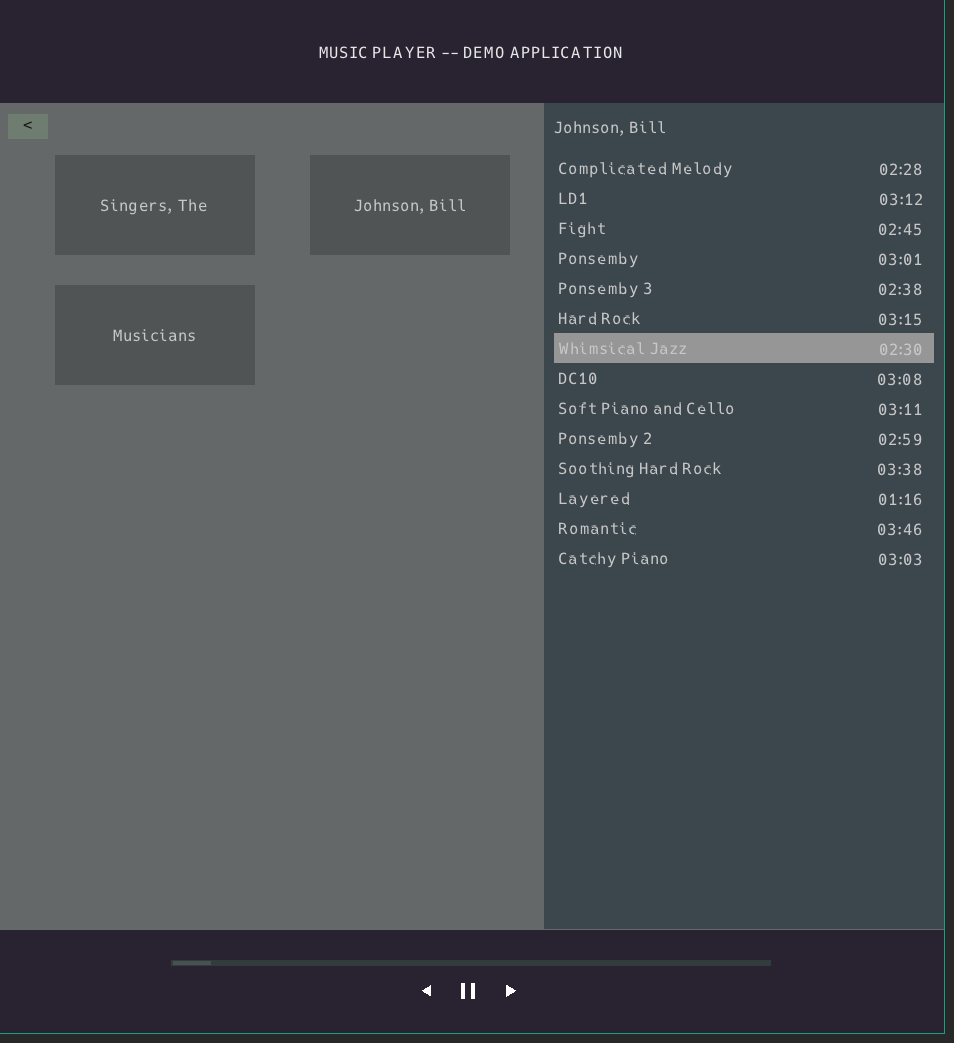 MUSIC PLAYER -- DEMO APPLICATION
<
Singers, The
Johnson, Bill
Musicians
Johnson, Bill
Complicated Melody 02:28
LD1 03:12
Fight 02:45
Ponsemby 03:01
Ponsemby 3 02:38
Hard Rock 03:15
Whimsical Jazz 02:30
DC10 03:08
Soft Piano and Cello 03:11
Ponsemby 2 02:59
Soothing Hard Rock 03:38
Layered 01:16
Romantic 03:46
Catchy Piano 03:03